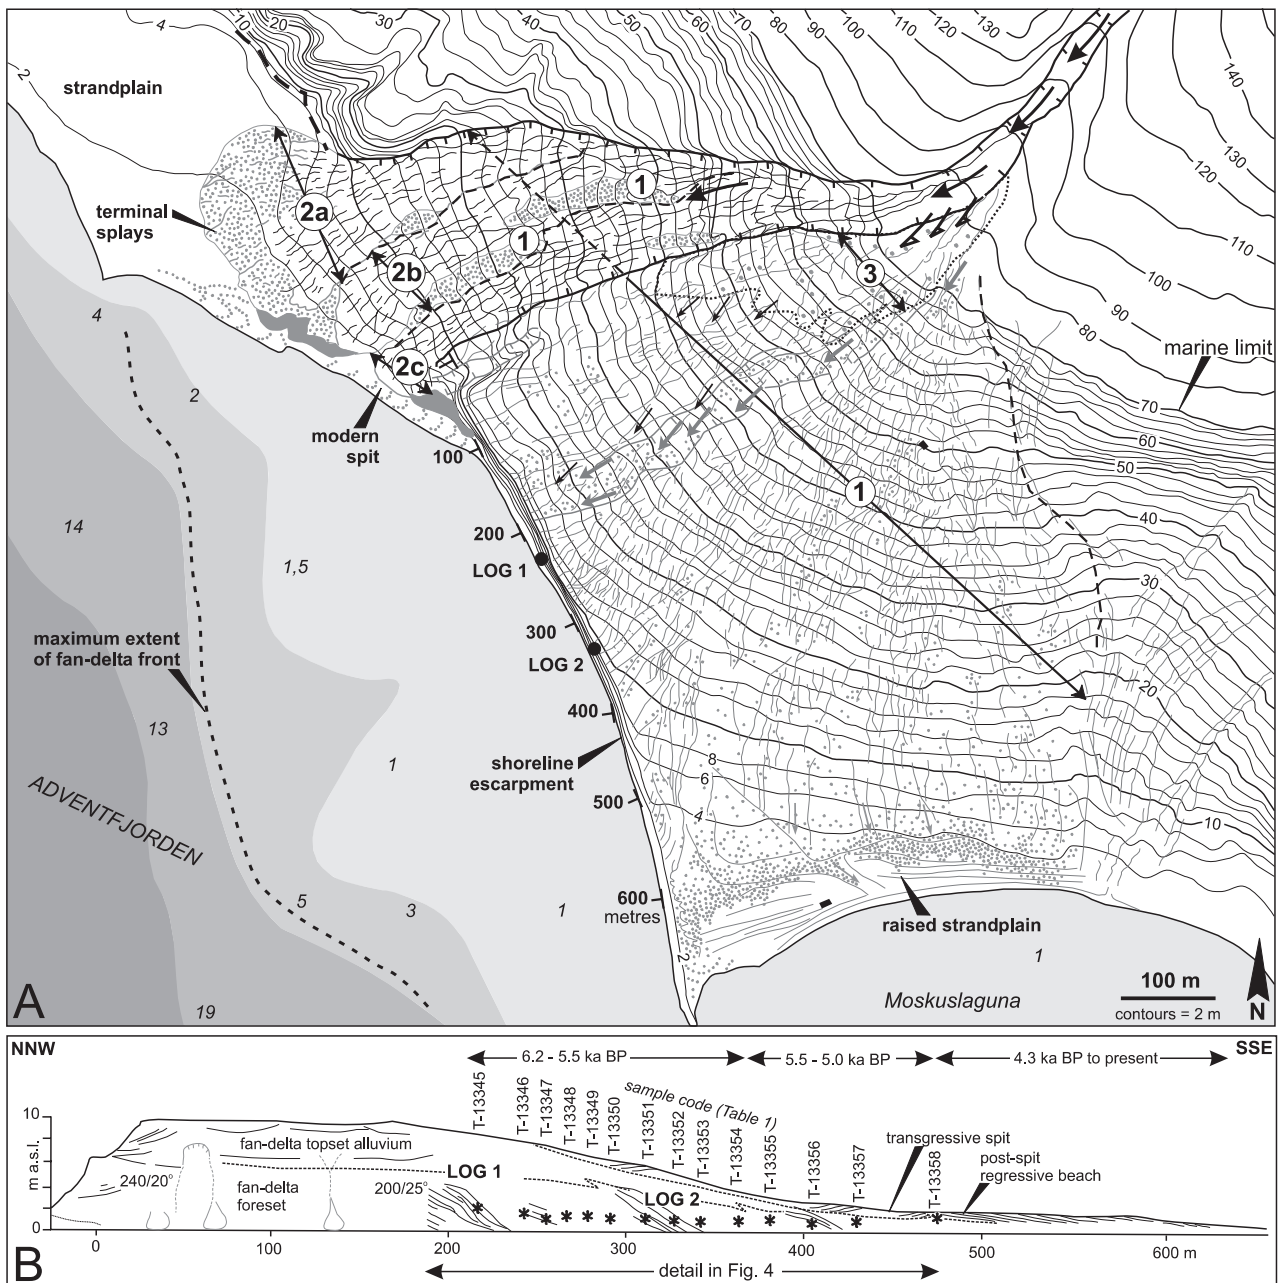 4
10
20
30
40
50
60
70
80
90
100
110
120
130
2
strandplain
140
130
120
110
100
90
80
terminal
splays
2a
1
1
2b
3
2c
marine limit
4
2
modern
spit
70
60
50
40
30
20
10
100
1
200
LOG 1
14
1,5
300
LOG 2
maximum extent
of fan-delta front
400
13
1
shoreline
escarpment
8
6
4
500
ADVENTFJORDEN
5
3
1
600
metres
2
raised strandplain
1
19
Moskuslaguna
100 m
contours = 2 m
N
A
NNW
SSE
6.2 - 5.5 ka BP
5.5 - 5.0 ka BP
4.3 ka BP to present
sample code (Table 1)
T-13345
T-13346
T-13347
T-13348
T-13349
T-13350
T-13351
T-13352
T-13353
T-13354
T-13355
T-13356
T-13357
T-13358
10
5
0
m a.s.l.
fan-delta topset alluvium
transgressive spit
post-spit
regressive beach
240/20°
fan-delta
foreset
200/25°
LOG 1
LOG 2
0
100
200
300
400
500
600 m
detail in Fig. 4
B